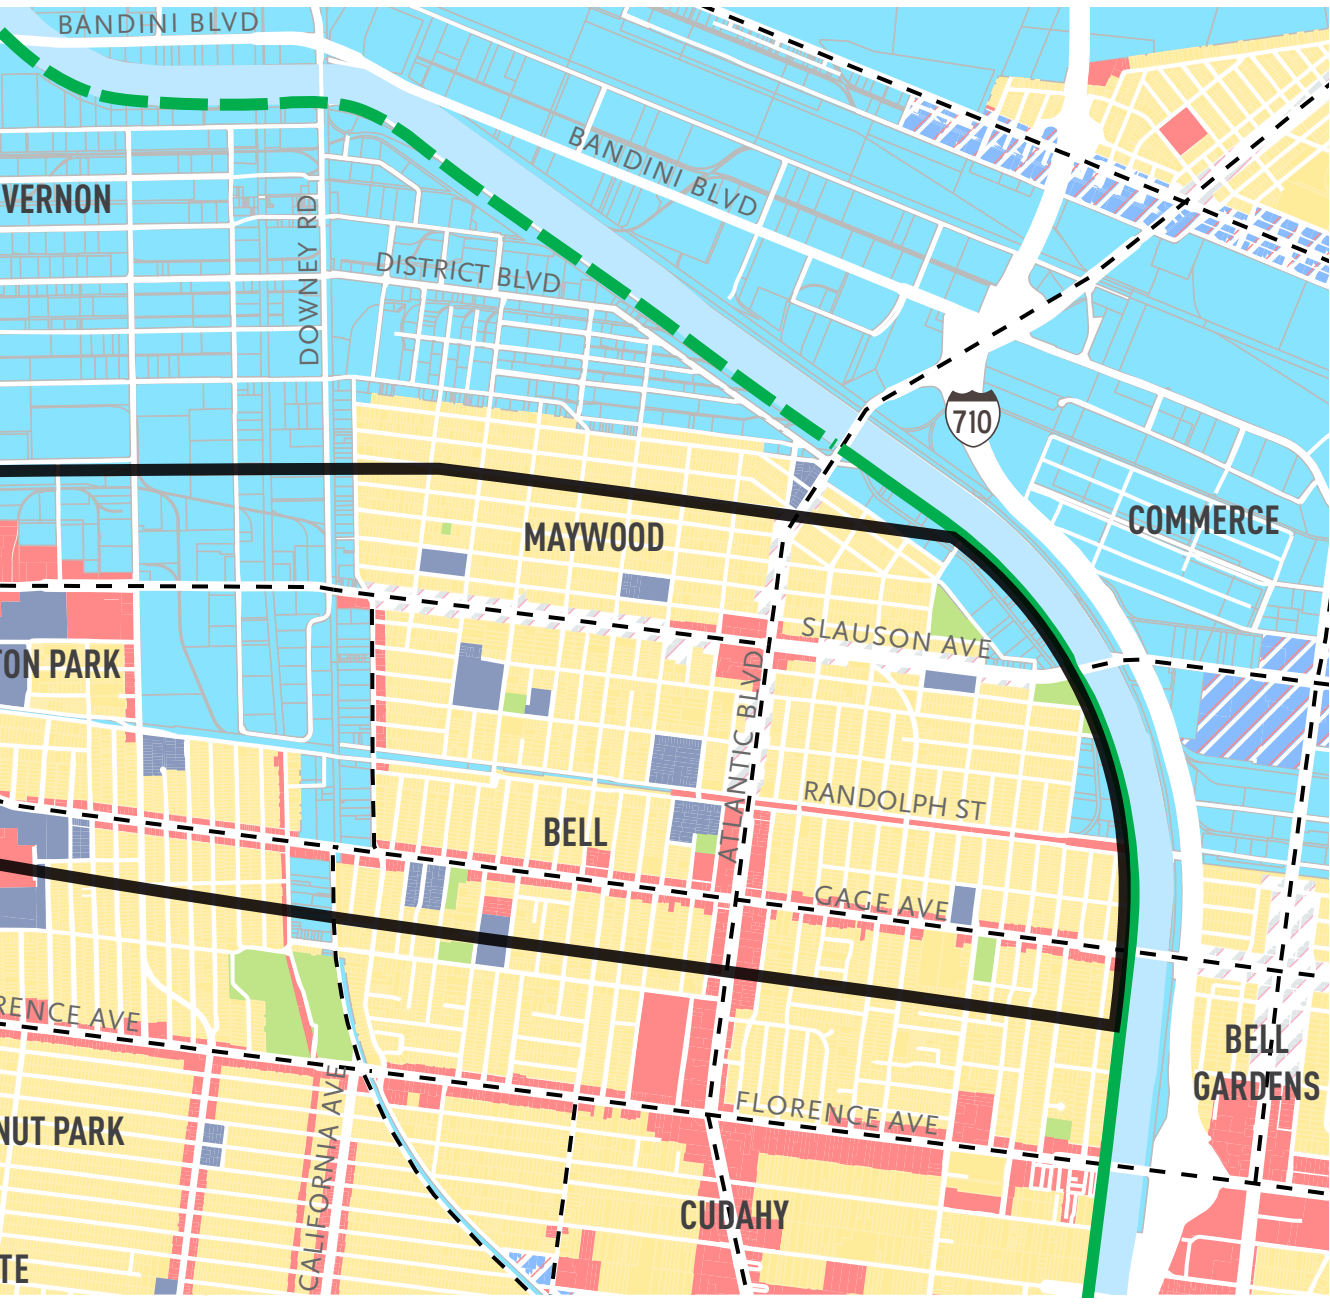 BANDINI BLVD
BANDINI BLVD
VERNON
DOWNEY RD
DISTRICT BLVD
710
COMMERCE
MAYWOOD
SLAUSON AVE
TON PARK
ATLANTIC BLVD
RANDOLPH ST
BELL
GAGE AVE
RENCE AVE
BELL
GARDENS
CALIFORNIA AVE
FLORENCE AVE
NUT PARK
CUDAHY
TE